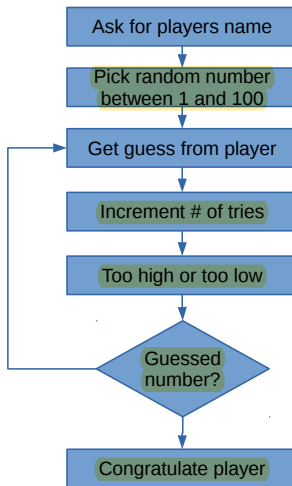 Ask for players name
Pick random number
between 1 and 100
Get guess from player
Increment # of tries
Too high or too low
Guessed
number?
Congratulate player